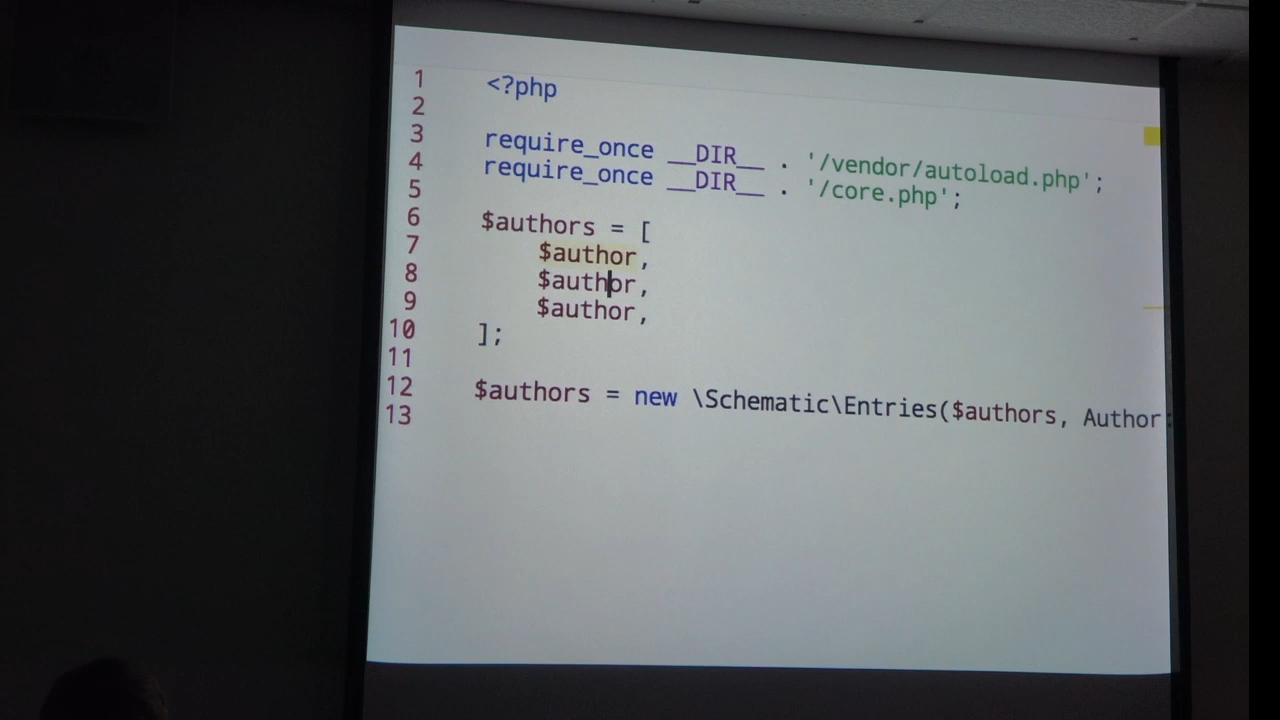 1 <?php
2
3 require_once __DIR__ . '/vendor/autoload.php';
4 require_once __DIR__ . '/core.php';
5
6 $authors = [
7 $author,
8 $author,
9 $author,
10 ];
11
12 $authors = new \Schematic\Entries($authors, Author:
13